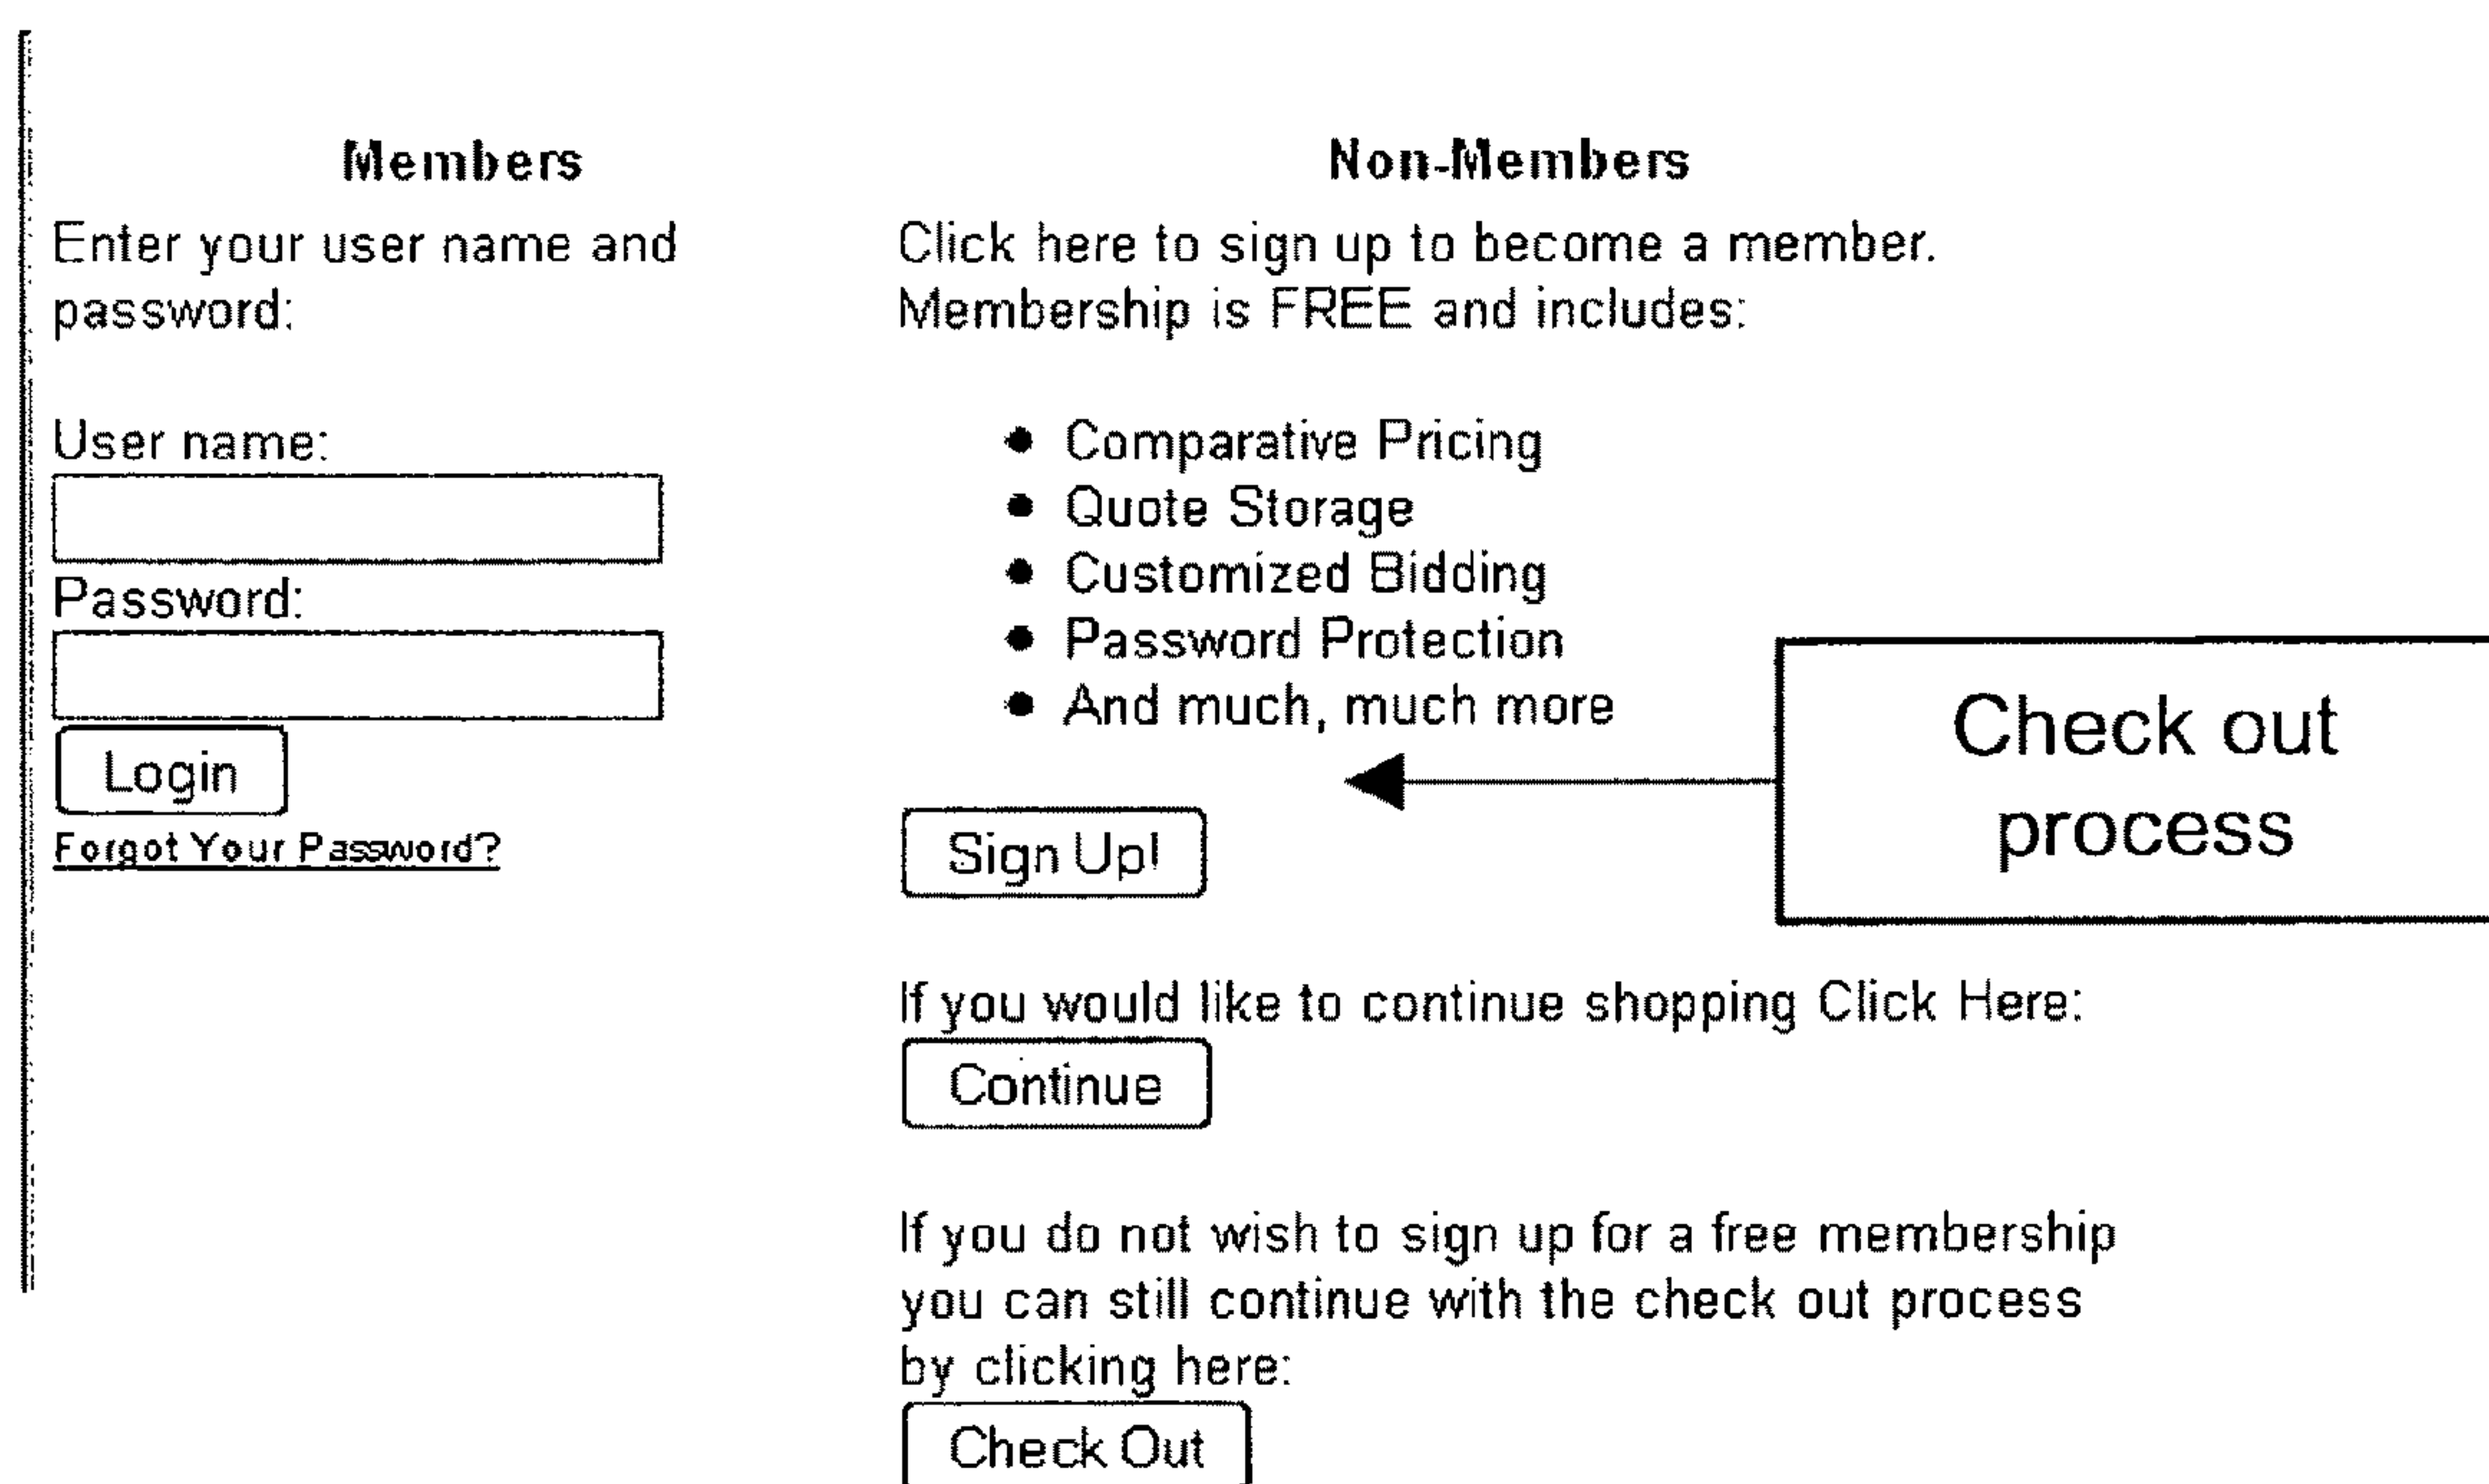 Members
Enter your user name and
password:
User name:
Password:
Login
Forgot Your Password?
Non-Members
Click here to sign up to become a member.
Membership is FREE and includes:
• Comparative Pricing
• Quote Storage
• Customized Bidding
• Password Protection
• And much, much more
Sign Up!
Check out
process
If you would like to continue shopping Click Here:
Continue
If you do not wish to sign up for a free membership
you can still continue with the check out process
by clicking here:
Check Out